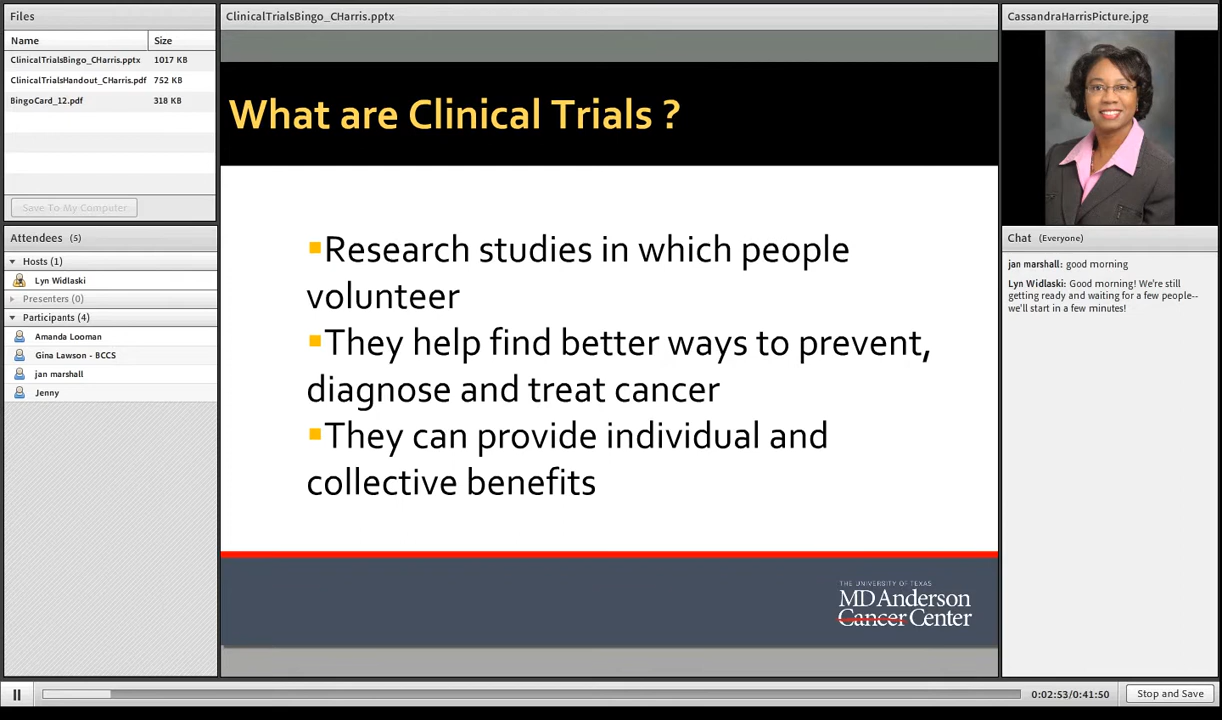 Files
Name Size
ClinicalTrialsBingo_CHarris.pptx 1017 KB
ClinicalTrialsHandout_CHarris.pdf 752 KB
BingoCard_12.pdf 318 KB
Save To My Computer
Attendees (5)
Hosts (1)
Lyn Widlaski
Presenters (0)
Participants (4)
Amanda Looman
Gina Lawson - BCCS
jan marshall
Jenny
ClinicalTrialsBingo_CHarris.pptx
What are Clinical Trials ?
▪Research studies in which people
volunteer
▪They help find better ways to prevent,
diagnose and treat cancer
▪They can provide individual and
collective benefits
THE UNIVERSITY OF TEXAS
MD Anderson
Cancer Center
CassandraHarrisPicture.jpg
Chat (Everyone)
jan marshall: good morning
Lyn Widlaski: Good morning! We're still
getting ready and waiting for a few people--
we'll start in a few minutes!
0:02:53/0:41:50
Stop and Save